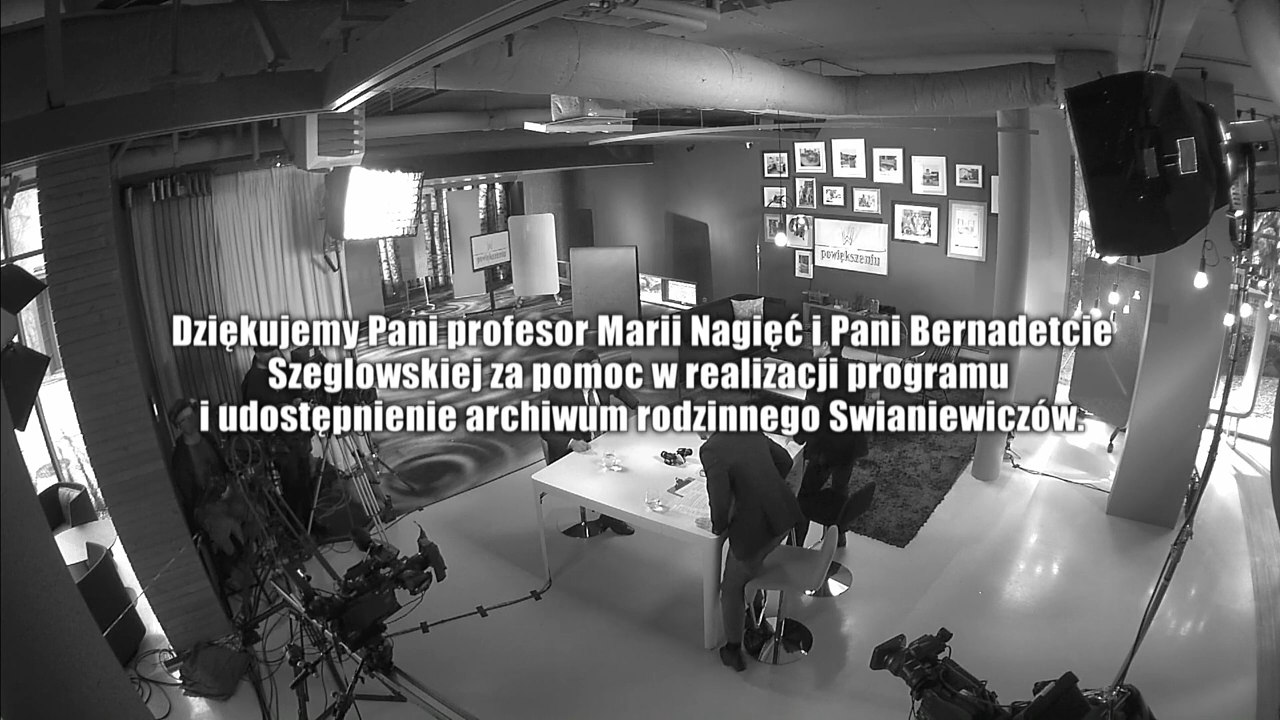 powiększeniu
powiększeniu
Dziękujemy Pani profesor Marii Nagięć i Pani Bernadetcie
Szeglowskiej za pomoc w realizacji programu
i udostępnienie archiwum rodzinnego Swianiewiczów.